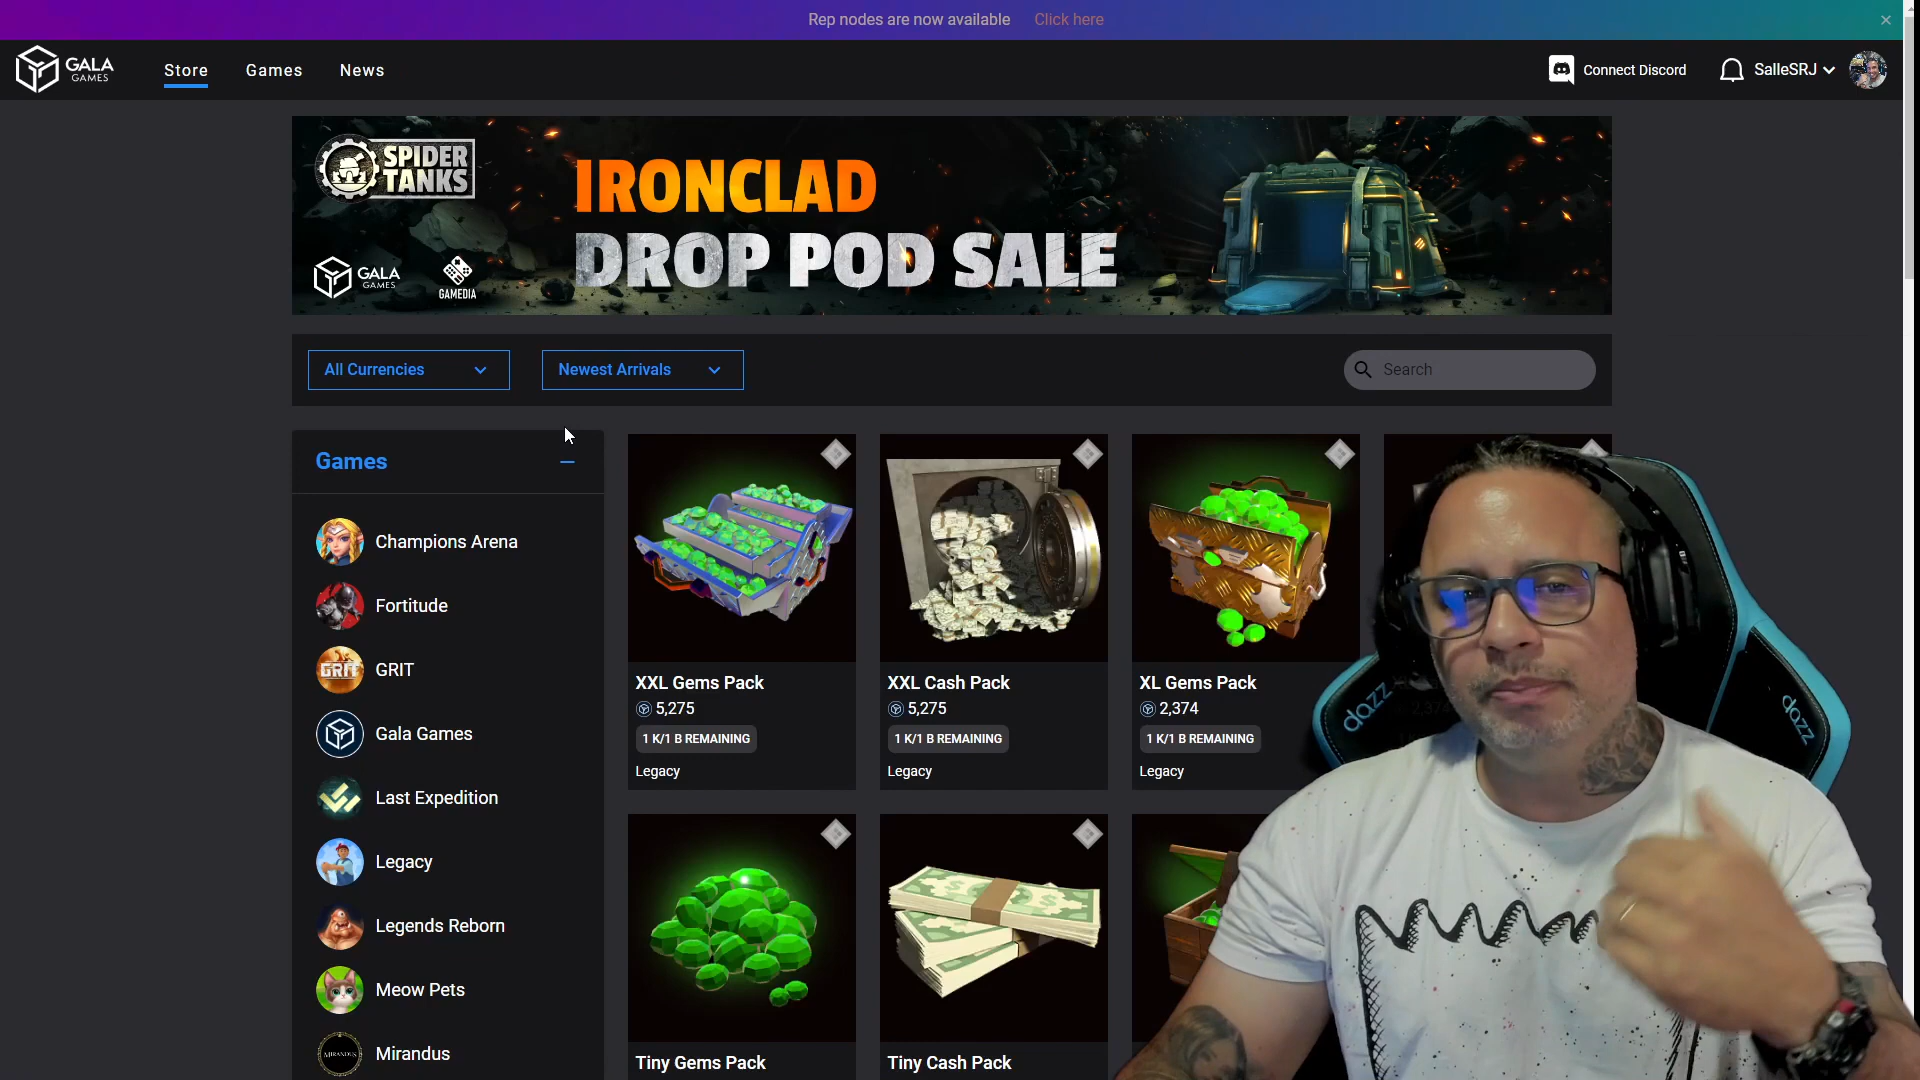 Rep nodes are now available Click here
GALA
GAMES
Store
Games
News
Connect Discord
SalleSRJ
SPIDER
TANKS
IRONCLAD
DROP POD SALE
GALA
GAMES
GAMEDIA
All Currencies
Newest Arrivals
Search
Games
Champions Arena
Fortitude
GRIT
GRIT
Gala Games
Last Expedition
Legacy
Legends Reborn
Meow Pets
MIRANDUS
Mirandus
XXL Gems Pack
5,275
1 K/1 B REMAINING
Legacy
XXL Cash Pack
5,275
1 K/1 B REMAINING
Legacy
XL Gems Pack
2,374
1 K/1 B REMAINING
Legacy
2,374
Tiny Gems Pack
Tiny Cash Pack
dazz
dazz